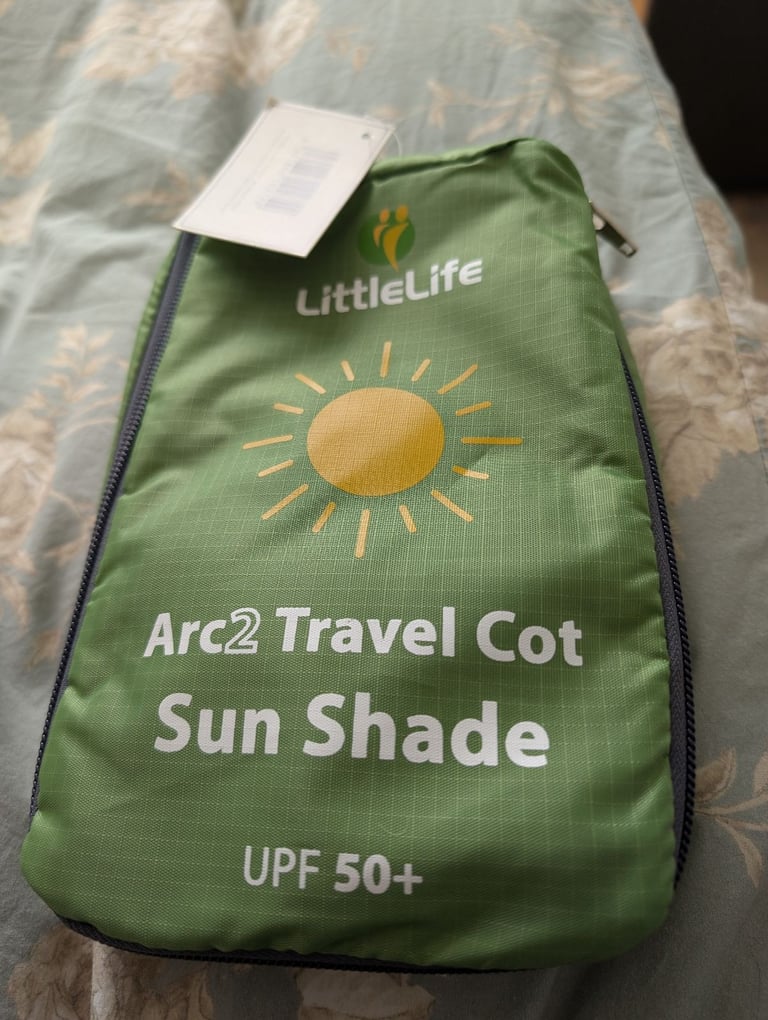 LittleLife
Arc2 Travel Cot
Sun Shade
UPF 50+